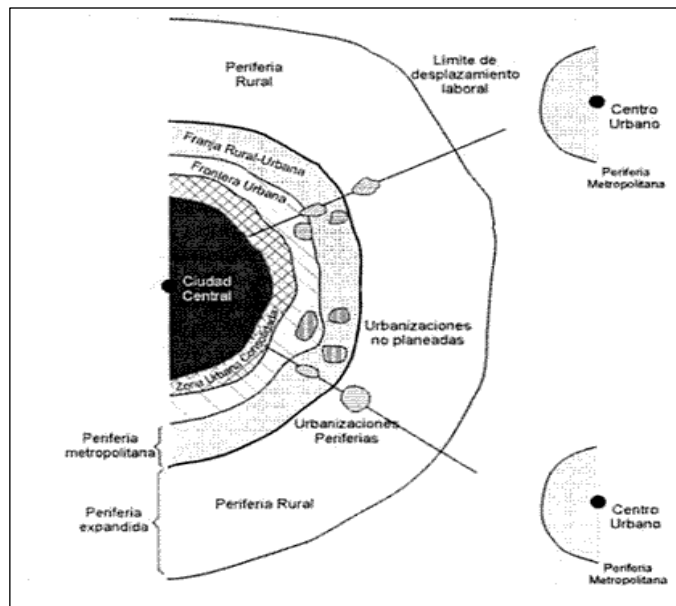 Periferia
Rural
Límite de
desplazamiento
laboral
Centro
Urbano
Periferia
Metropolitana
Franja Rural-Urbana
Frontera Urbana
Ciudad
Central
Zona Urbana Consolidada
Urbanizaciones
no planeadas
Urbanizaciones
Periferias
Periferia
metropolitana
Periferia
expandida
Periferia Rural
Centro
Urbano
Periferia
Metropolitana